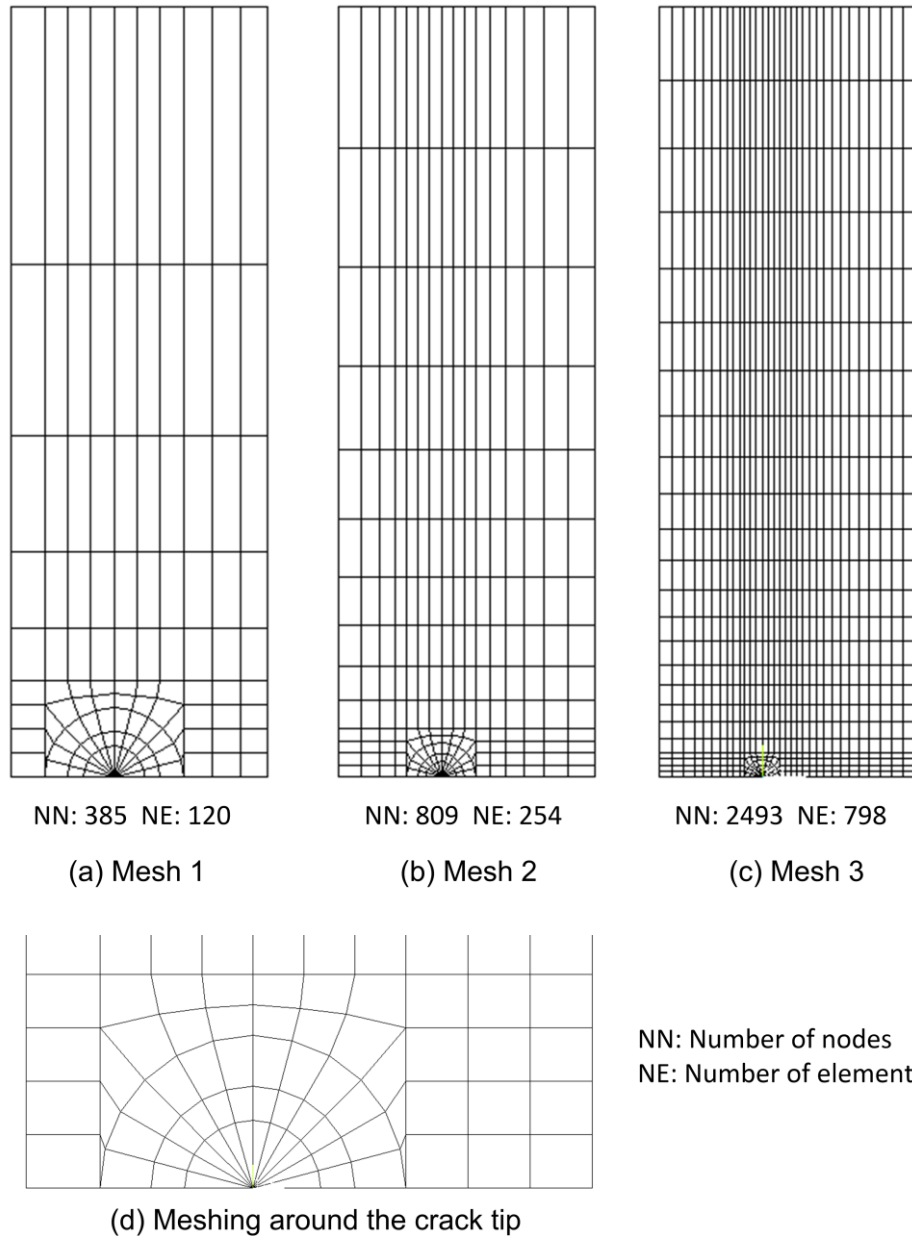 NN: 385 NE: 120
NN: 809 NE: 254
NN: 2493 NE: 798
(a) Mesh 1
(b) Mesh 2
(c) Mesh 3
NN: Number of nodes
NE: Number of element
(d) Meshing around the crack tip